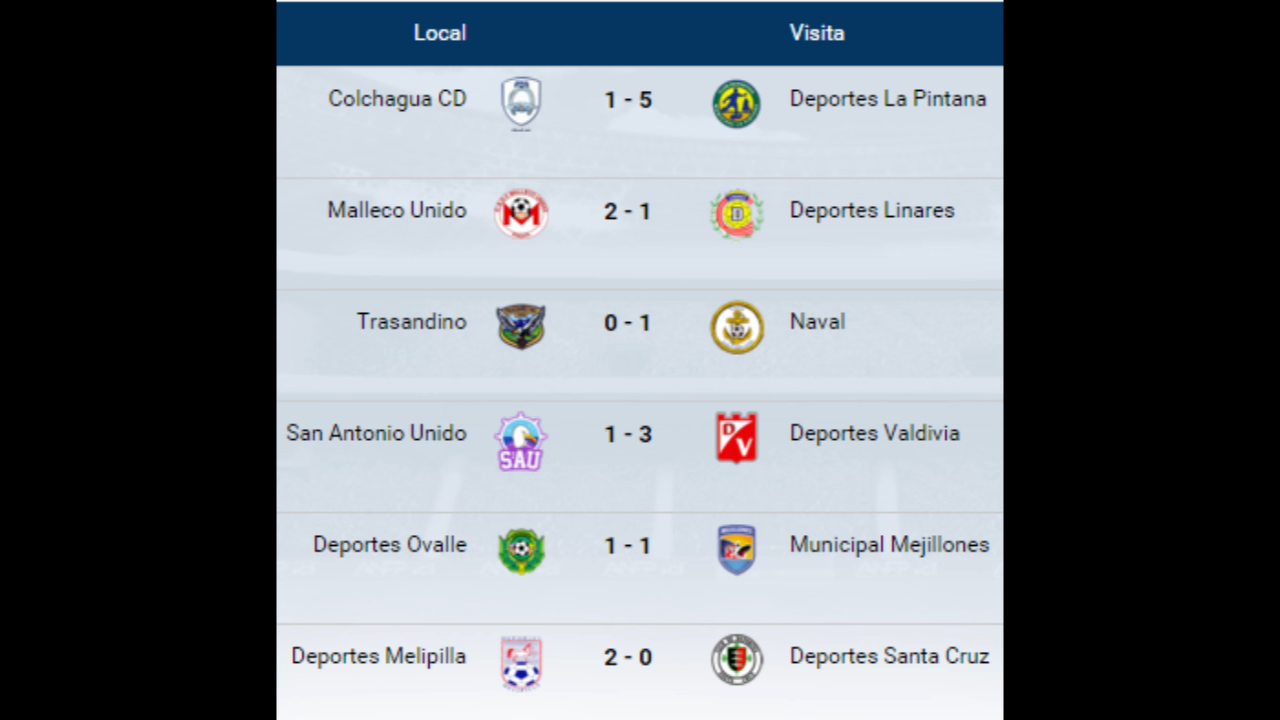 Local Visita
Colchagua CD 1 - 5 Deportes La Pintana
Malleco Unido 2 - 1 Deportes Linares
Trasandino 0 - 1 Naval
San Antonio Unido 1 - 3 Deportes Valdivia
SAU
D V
Deportes Ovalle 1 - 1 Municipal Mejillones
Deportes Melipilla 2 - 0 Deportes Santa Cruz